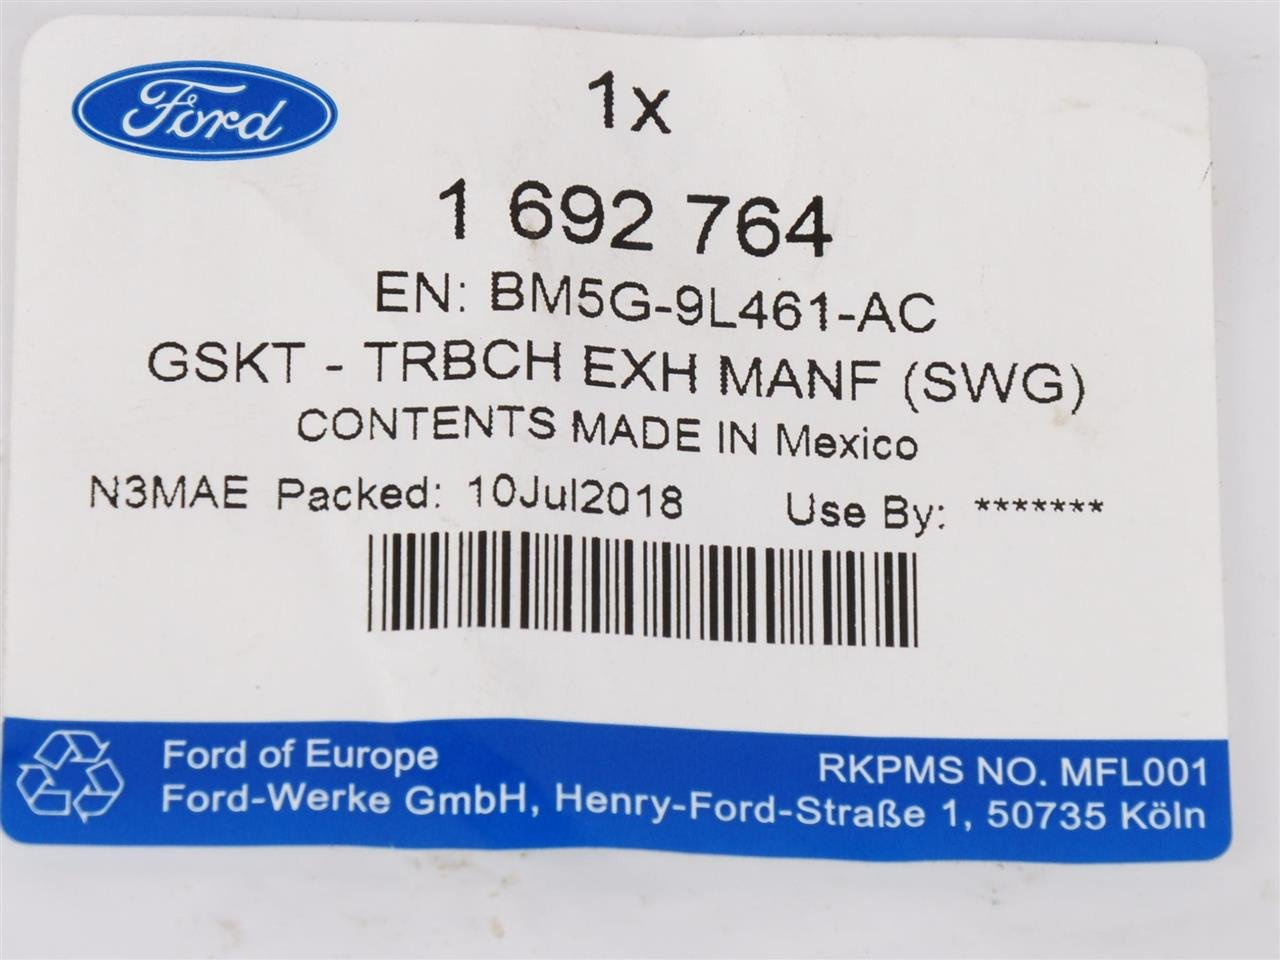 Ford
1x
1 692 764
EN: BM5G-9L461-AC
GSKT - TRBCH EXH MANF (SWG)
CONTENTS MADE IN Mexico
N3MAE Packed: 10Jul2018 Use By: *******
Ford of Europe RKPMS NO. MFL001
Ford-Werke GmbH, Henry-Ford-Straße 1, 50735 Köln